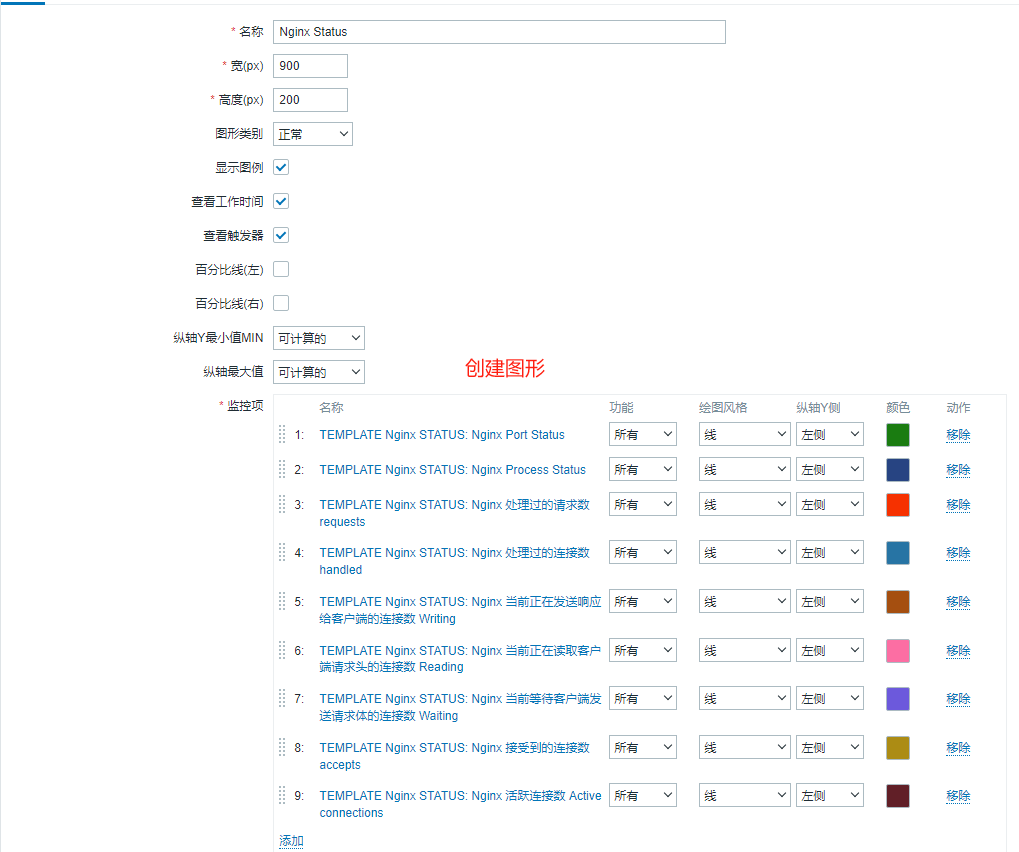 * 名称 Nginx Status
* 宽(px) 900
* 高度(px) 200
图形类别 正常
显示图例
查看工作时间
查看触发器
百分比线(左)
百分比线(右)
纵轴Y最小值MIN 可计算的
纵轴最大值 可计算的
创建图形
* 监控项 名称 功能 绘图风格 纵轴Y侧 颜色 动作
1: TEMPLATE Nginx STATUS: Nginx Port Status 所有 线 左侧 移除
2: TEMPLATE Nginx STATUS: Nginx Process Status 所有 线 左侧 移除
3: TEMPLATE Nginx STATUS: Nginx 处理过的请求数 所有 线 左侧 移除
requests
4: TEMPLATE Nginx STATUS: Nginx 处理过的连接数 所有 线 左侧 移除
handled
5: TEMPLATE Nginx STATUS: Nginx 当前正在发送响应 所有 线 左侧 移除
给客户端的连接数 Writing
6: TEMPLATE Nginx STATUS: Nginx 当前正在读取客户 所有 线 左侧 移除
端请求头的连接数 Reading
7: TEMPLATE Nginx STATUS: Nginx 当前等待客户端发 所有 线 左侧 移除
送请求体的连接数 Waiting
8: TEMPLATE Nginx STATUS: Nginx 接受到的连接数 所有 线 左侧 移除
accepts
9: TEMPLATE Nginx STATUS: Nginx 活跃连接数 Active 所有 线 左侧 移除
connections
添加